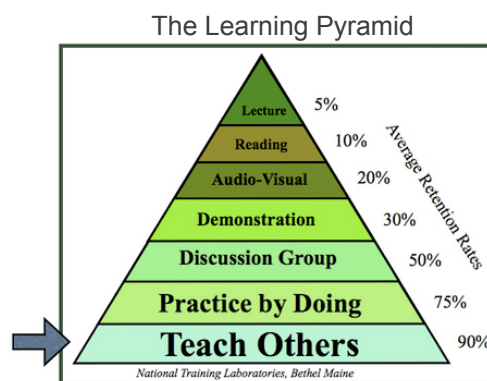 The Learning Pyramid
Lecture 5%
Reading 10%
Audio-Visual 20%
Demonstration 30%
Discussion Group 50%
Practice by Doing 75%
Teach Others 90%
Average Retention Rates
National Training Laboratories, Bethel Maine